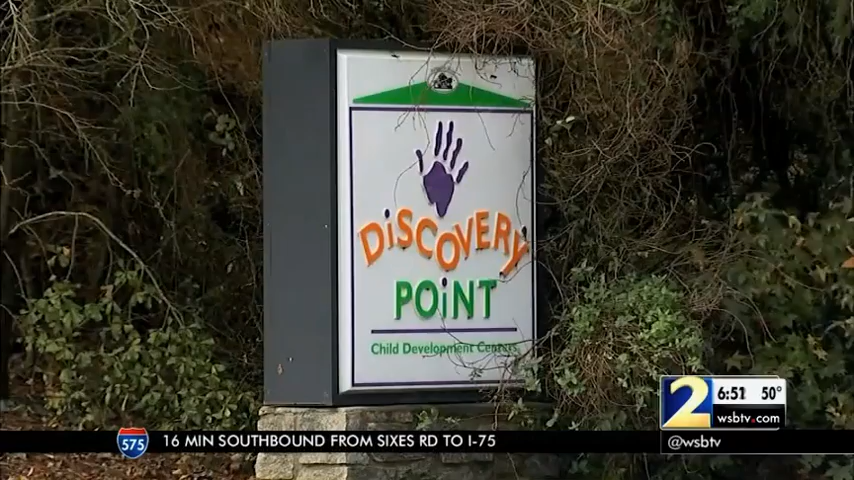 DiSCOVERY
POiNT
Child Development Centers
2
6:51 50°
wsbtv.com
575
16 MIN SOUTHBOUND FROM SIXES RD TO I-75
@wsbtv